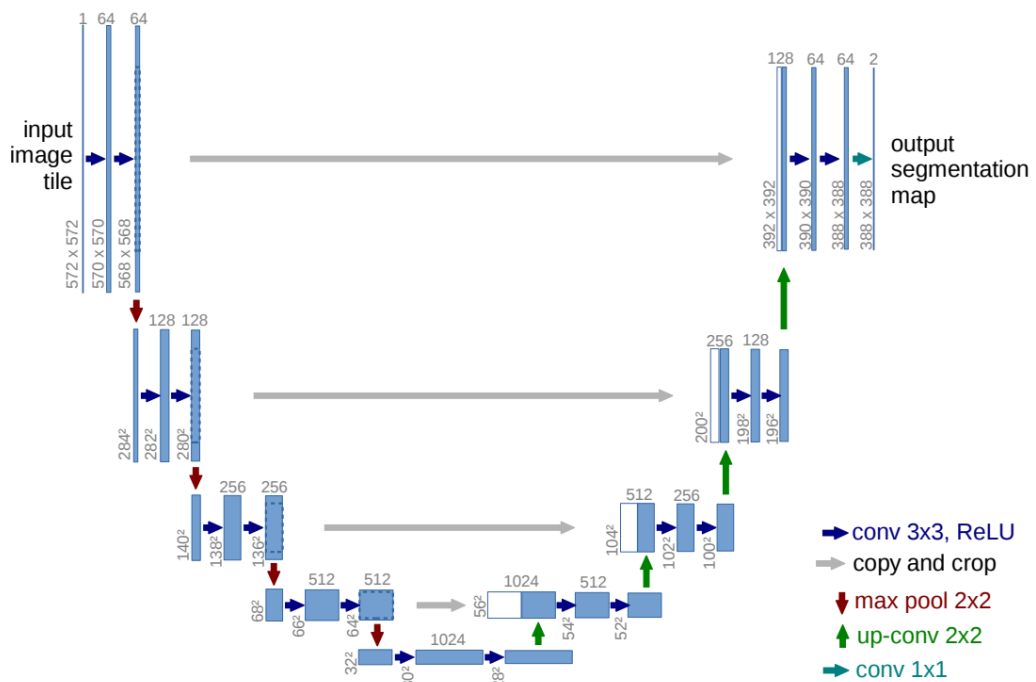 1 64 64
128
64 64 2
input
image
tile
572 x 572
570 x 570
568 x 568
392 x 392
390 x 390
388 x 388
388 x 388
output
segmentation
map
128 128
256 128
284²
282²
280²
200²
198²
196²
256 256
512 256
140²
138²
136²
104²
102²
100²
512 512
1024 512
68²
66²
64²
56²
54²
52²
1024
32²
conv 3x3, ReLU
copy and crop
max pool 2x2
up-conv 2x2
conv 1x1